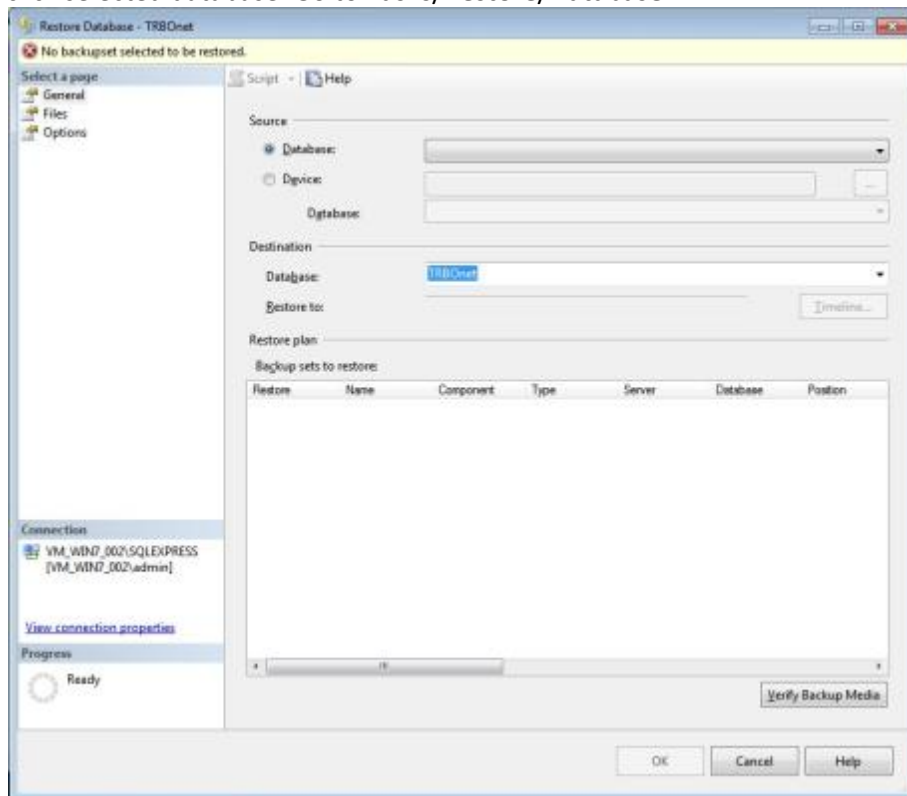 Restore Database - TRBOnet
No backupset selected to be restored.
Select a page
General
Files
Options
Script
Help
Source
Database:
Device:
Database:
Destination
Database:
TRBOnet
Restore to:
Timeline...
Restore plan
Backup sets to restore:
Restore Name Component Type Server Database Position
Connection
VM_WIN7_002\SQLEXPRESS
[VM_WIN7_002\admin]
View connection properties
Progress
Ready
Verify Backup Media
OK Cancel Help